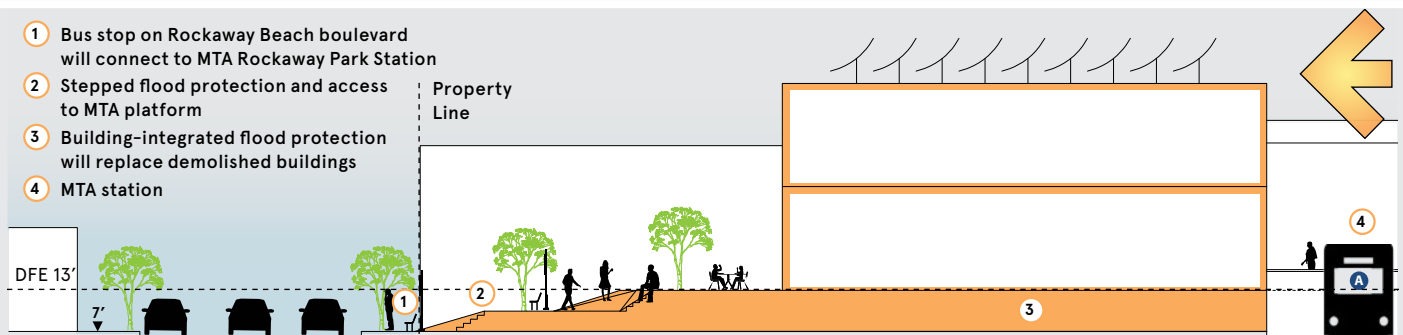 1 Bus stop on Rockaway Beach boulevard
will connect to MTA Rockaway Park Station
2 Stepped flood protection and access
to MTA platform
3 Building-integrated flood protection
will replace demolished buildings
4 MTA station
Property
Line
4
DFE 13'
A
7'
1
2
3